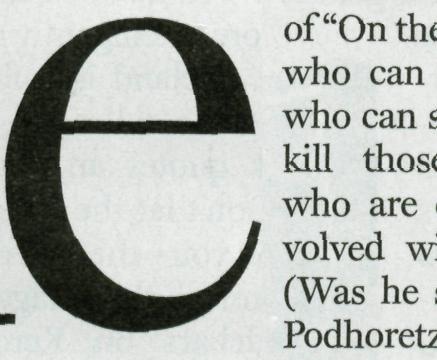 e
of “On the
who can
who can s
kill those
who are
volved wi
(Was he s
Podhoretz